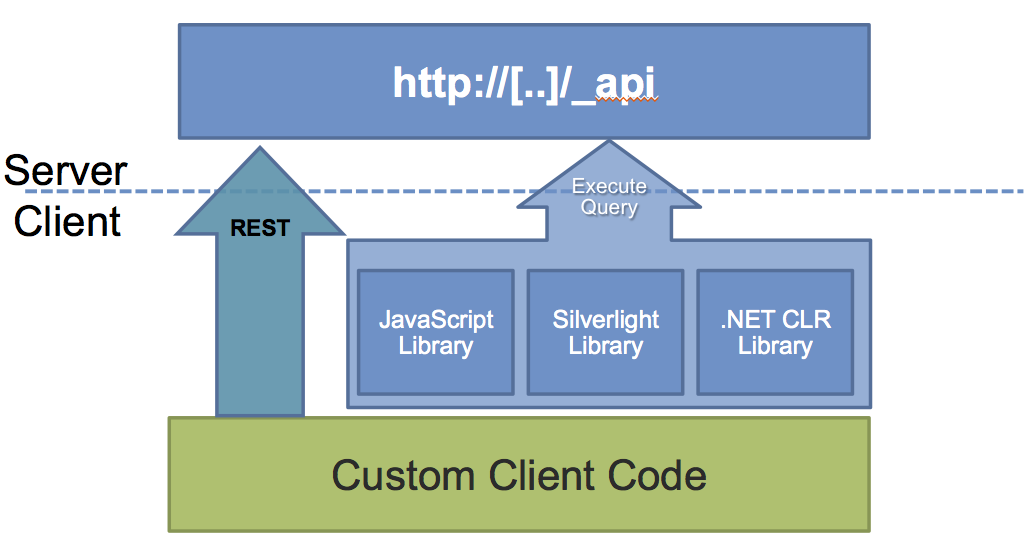 http://[..]/_api
Server
Client
Execute
Query
REST
JavaScript
Library
Silverlight
Library
.NET CLR
Library
Custom Client Code